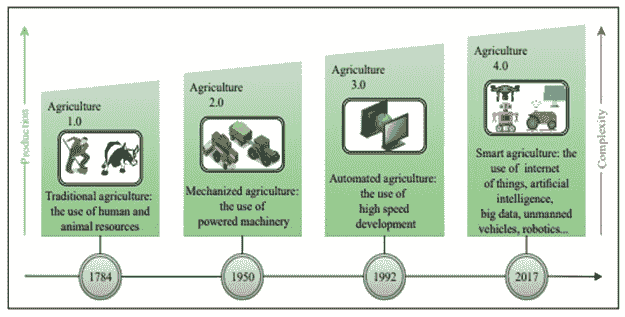 Production
Agriculture
1.0
Traditional agriculture:
the use of human and
animal resources
Agriculture
2.0
Mechanized agriculture:
the use of
powered machinery
Agriculture
3.0
Automated agriculture:
the use of
high speed
development
Agriculture
4.0
Smart agriculture: the
use of internet
of things, artificial
intelligence,
big data, unmanned
vehicles, robotics...
Complexity
1784
1950
1992
2017